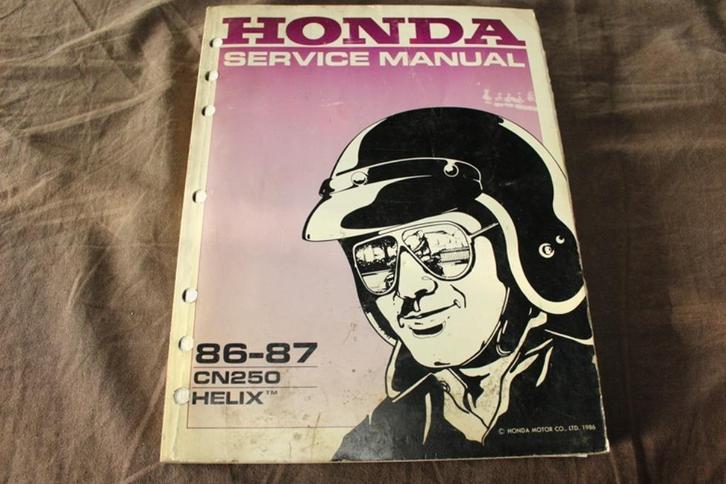 HONDA
SERVICE MANUAL
86-87
CN250
HELIX™
© HONDA MOTOR CO., LTD. 1986